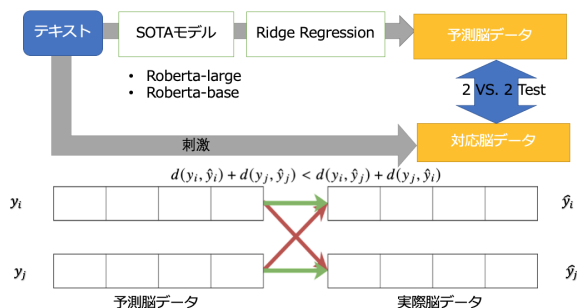 テキスト
SOTAモデル
Ridge Regression
予測脳データ
• Roberta-large
• Roberta-base
2 VS. 2 Test
刺激
対応脳データ
d(yᵢ, ŷᵢ) + d(yⱼ, ŷⱼ) < d(yᵢ, ŷⱼ) + d(yⱼ, ŷᵢ)
yᵢ
ŷᵢ
yⱼ
ŷⱼ
予測脳データ
実際脳データ